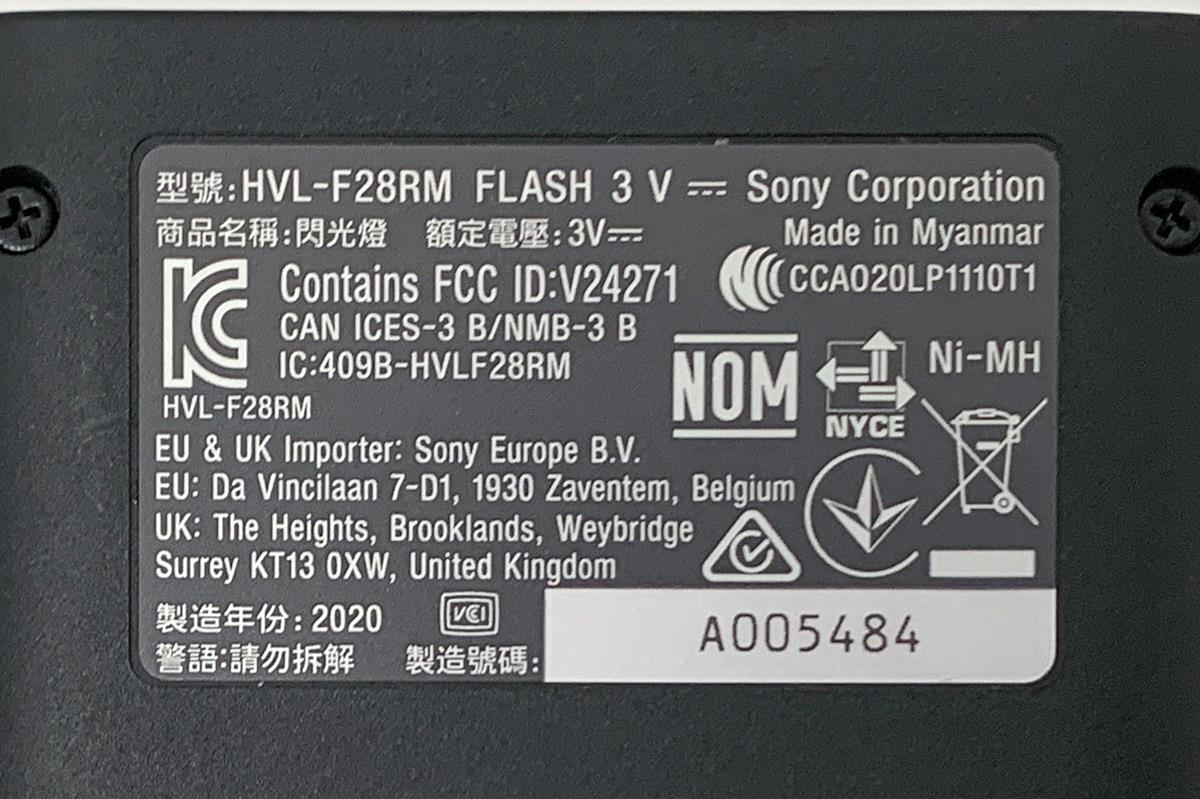 型號:HVL-F28RM FLASH 3 V ⎓ Sony Corporation
商品名稱:閃光燈 額定電壓:3V⎓ Made in Myanmar
Contains FCC ID:V24271 CCAO20LP1110T1
CAN ICES-3 B/NMB-3 B
IC:409B-HVLF28RM
NOM
NYCE
Ni-MH
HVL-F28RM
EU & UK Importer: Sony Europe B.V.
EU: Da Vincilaan 7-D1, 1930 Zaventem, Belgium
UK: The Heights, Brooklands, Weybridge
Surrey KT13 0XW, United Kingdom
製造年份: 2020 VCI
警語:請勿拆解 製造號碼: A005484